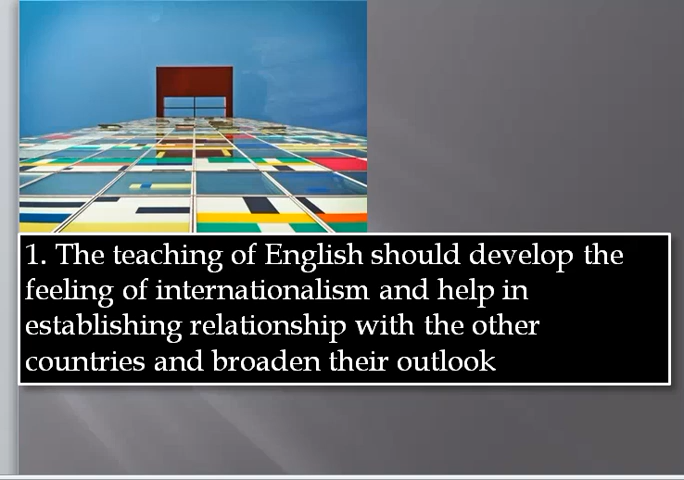 1. The teaching of English should develop the
feeling of internationalism and help in
establishing relationship with the other
countries and broaden their outlook